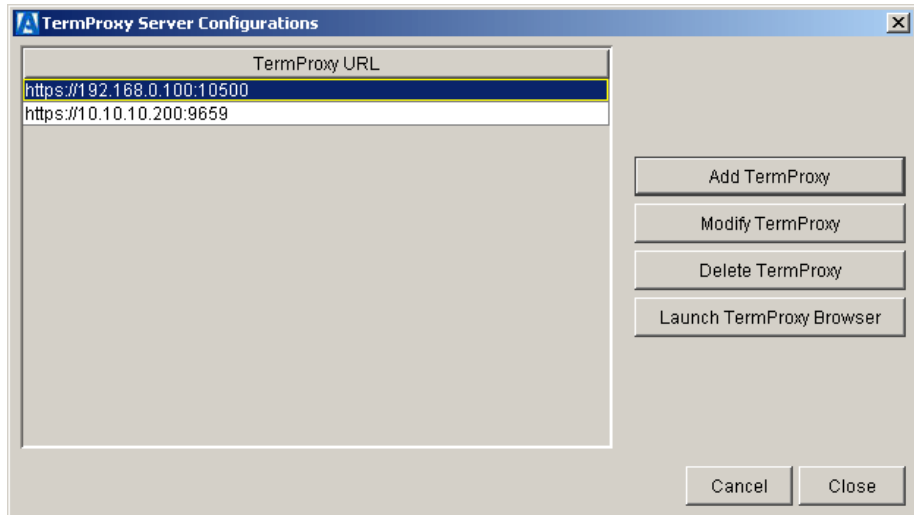 TermProxy Server Configurations
TermProxy URL
https://192.168.0.100:10500
https://10.10.10.200:9659
Add TermProxy
Modify TermProxy
Delete TermProxy
Launch TermProxy Browser
Cancel Close